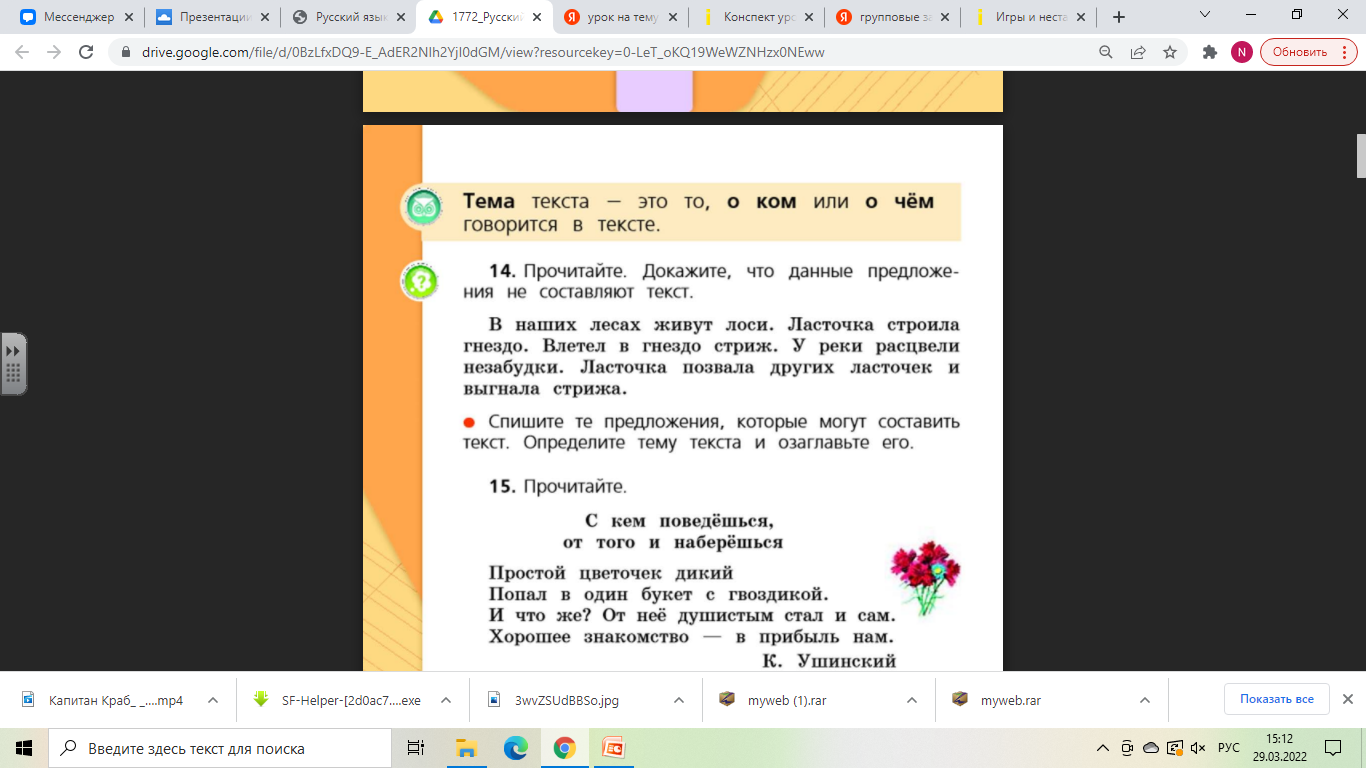 Мессенджер
Презентации
Русский язык
1772_Русский
урок на тему
Конспект уро
групповые за
Игры и неста
drive.google.com/file/d/0BzLfxDQ9-E_AdER2Nlh2YjI0dGM/view?resourcekey=0-LeT_oKQ19WeWZNHzx0NEww
N
Обновить
Тема текста — это то, о ком или о чём
говорится в тексте.
14. Прочитайте. Докажите, что данные предложе-
ния не составляют текст.
В наших лесах живут лоси. Ласточка строила
гнездо. Влетел в гнездо стриж. У реки расцвели
незабудки. Ласточка позвала других ласточек и
выгнала стрижа.
Спишите те предложения, которые могут составить
текст. Определите тему текста и озаглавьте его.
15. Прочитайте.
С кем поведёшься,
от того и наберёшься
Простой цветочек дикий
Попал в один букет с гвоздикой.
И что же? От неё душистым стал и сам.
Хорошее знакомство — в прибыль нам.
К. Ушинский
Капитан Краб_ _....mp4
SF-Helper-[2d0ac7....exe
3wvZSUdBBSo.jpg
myweb (1).rar
myweb.rar
Показать все
Введите здесь текст для поиска
РУС
15:12
29.03.2022